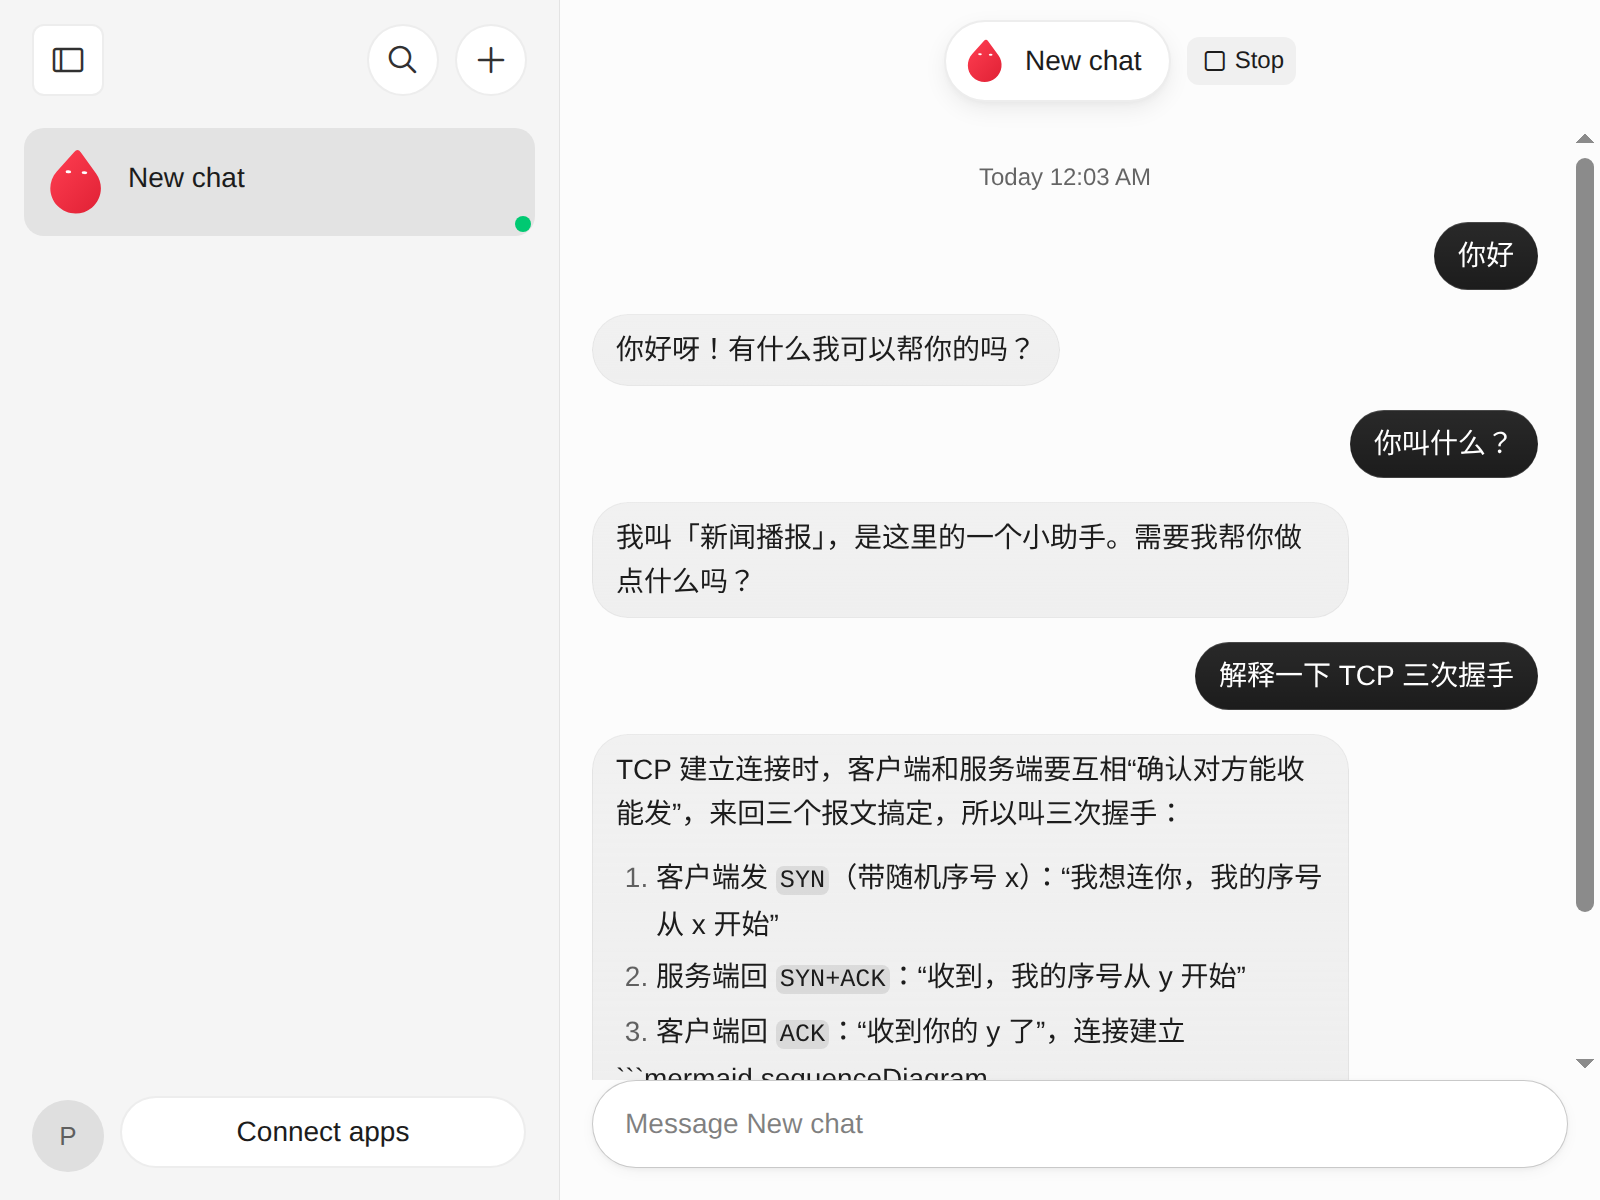 New chat
Stop
New chat
Today 12:03 AM
你好
你好呀！有什么我可以帮你的吗？
你叫什么？
我叫「新闻播报」，是这里的一个小助手。需要我帮你做
点什么吗？
解释一下 TCP 三次握手
TCP 建立连接时，客户端和服务端要互相“确认对方能收
能发”，来回三个报文搞定，所以叫三次握手：
1. 客户端发 SYN（带随机序号 x）：“我想连你，我的序号
从 x 开始”
2. 服务端回 SYN+ACK：“收到，我的序号从 y 开始”
3. 客户端回 ACK：“收到你的 y 了”，连接建立
```mermaid sequenceDiagram
Message New chat
P
Connect apps